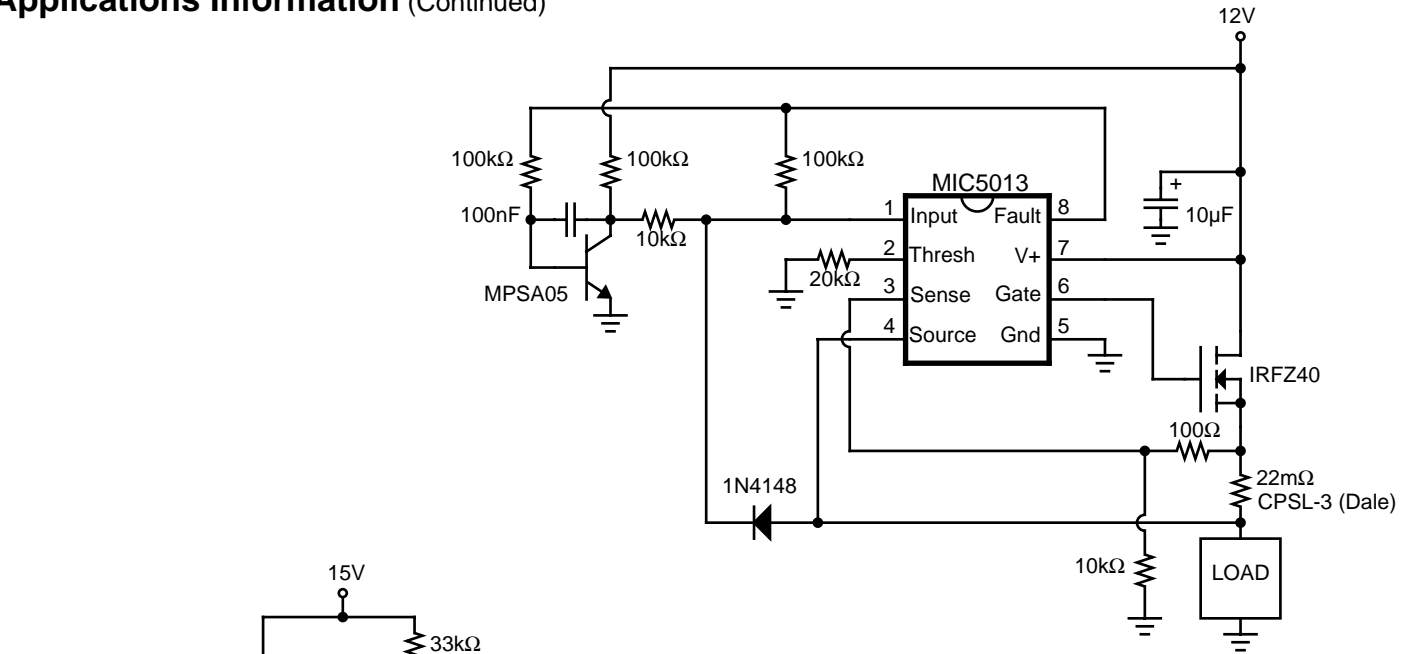 Applications Information (Continued)
12V
100kΩ
100kΩ
100kΩ
MIC5013
+
10µF
100nF
10kΩ
1
Input
Fault
8
2
Thresh
V+
7
20kΩ
MPSA05
3
Sense
Gate
6
4
Source
Gnd
5
IRFZ40
100Ω
1N4148
22mΩ
CPSL-3 (Dale)
10kΩ
LOAD
15V
33kΩ